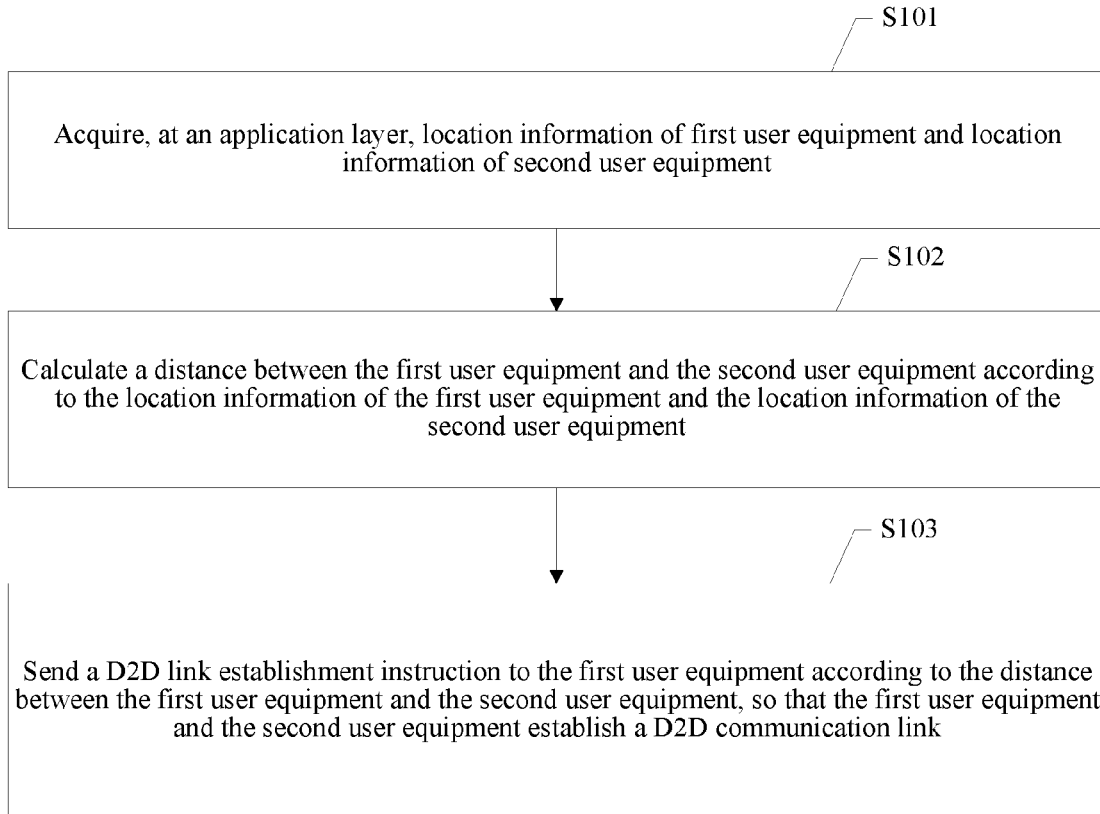 S101
Acquire, at an application layer, location information of first user equipment and location
information of second user equipment
S102
Calculate a distance between the first user equipment and the second user equipment according
to the location information of the first user equipment and the location information of the
second user equipment
S103
Send a D2D link establishment instruction to the first user equipment according to the distance
between the first user equipment and the second user equipment, so that the first user equipment
and the second user equipment establish a D2D communication link